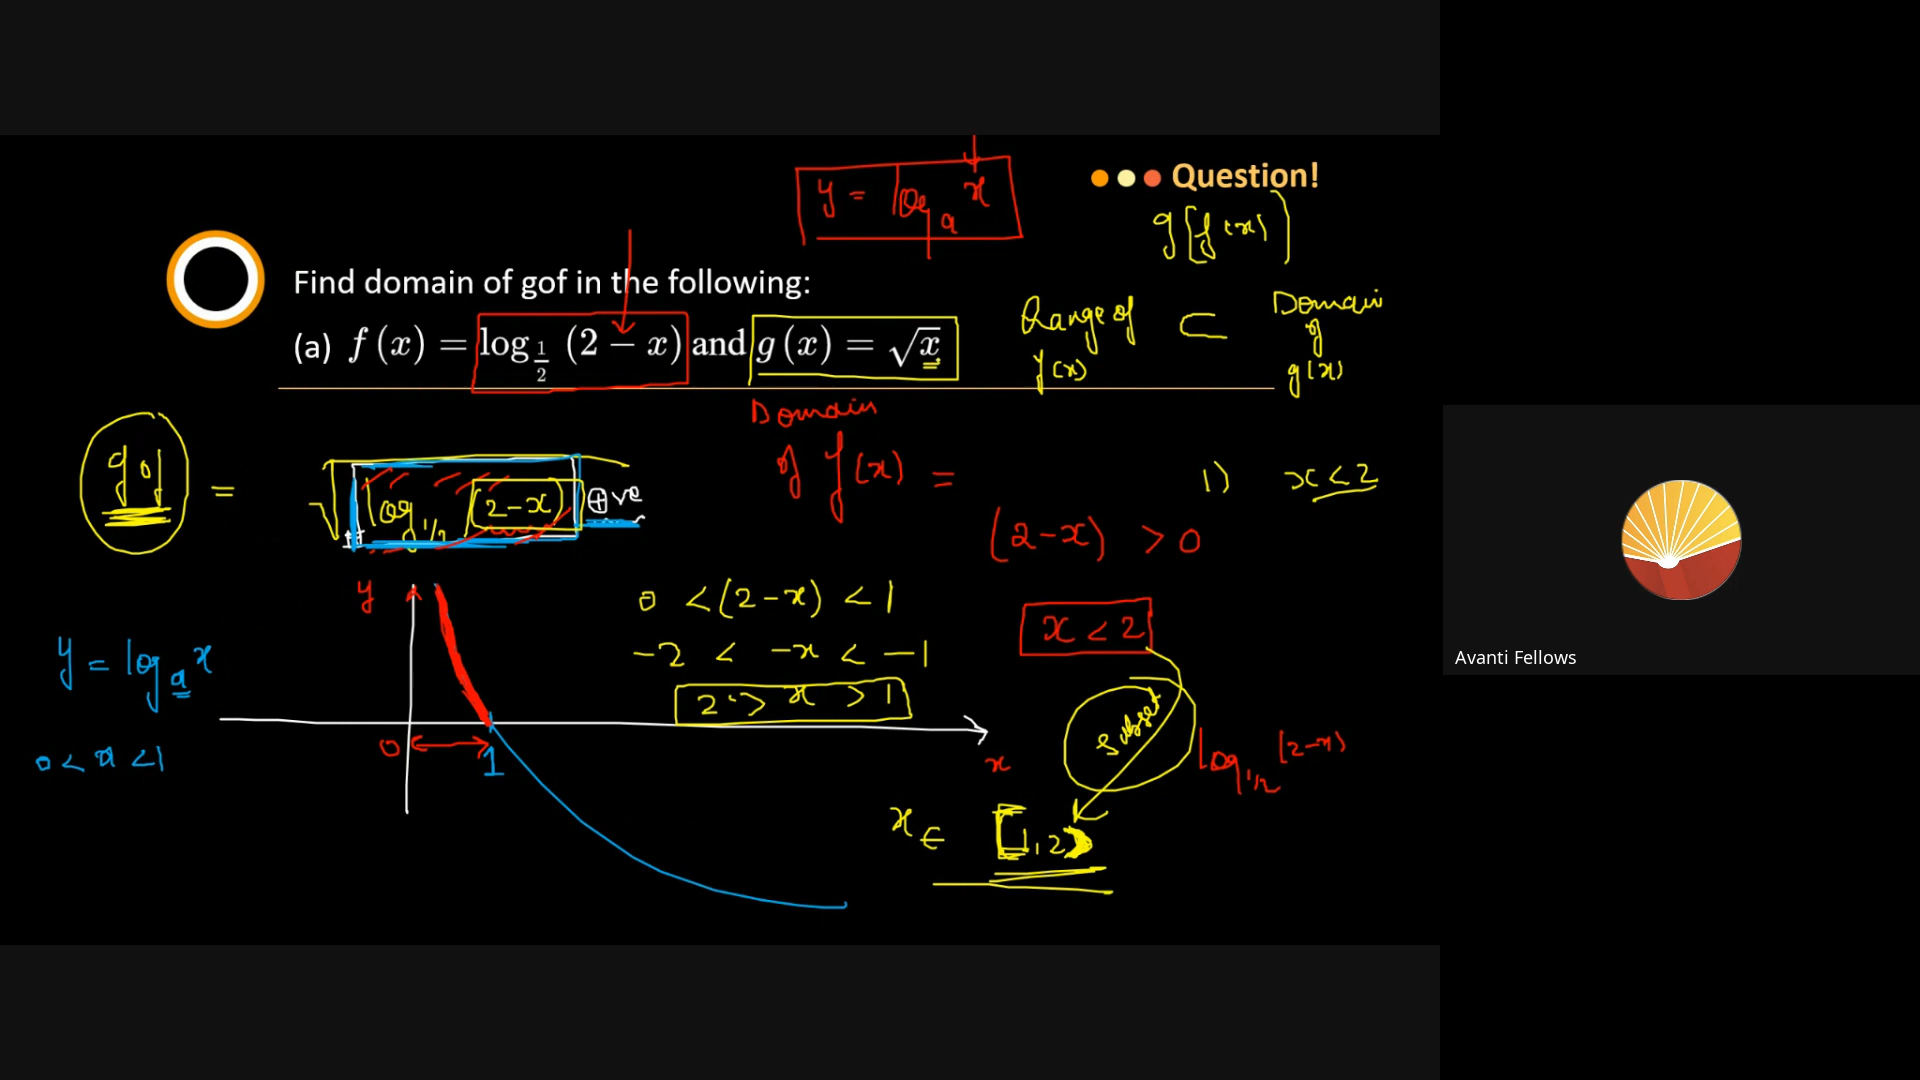 y = log_a x
Question!
g[f(x)]
Find domain of gof in the following:
(a) f(x) = log_{1/2} (2 − x) and g(x) = √x
Range of f(x) ⊂ Domain of g(x)
Domain of f(x) =
1) x < 2
gof = √(log_{1/2} (2-x)) ⊕ve
(2-x) > 0
y
0 < (2-x) < 1
x < 2
y = log_a x
-2 < -x < -1
2 > x > 1
subset
0 < x < 1
0
1
x
log_{1/2} (2-x)
x ∈ [1,2)
Avanti Fellows